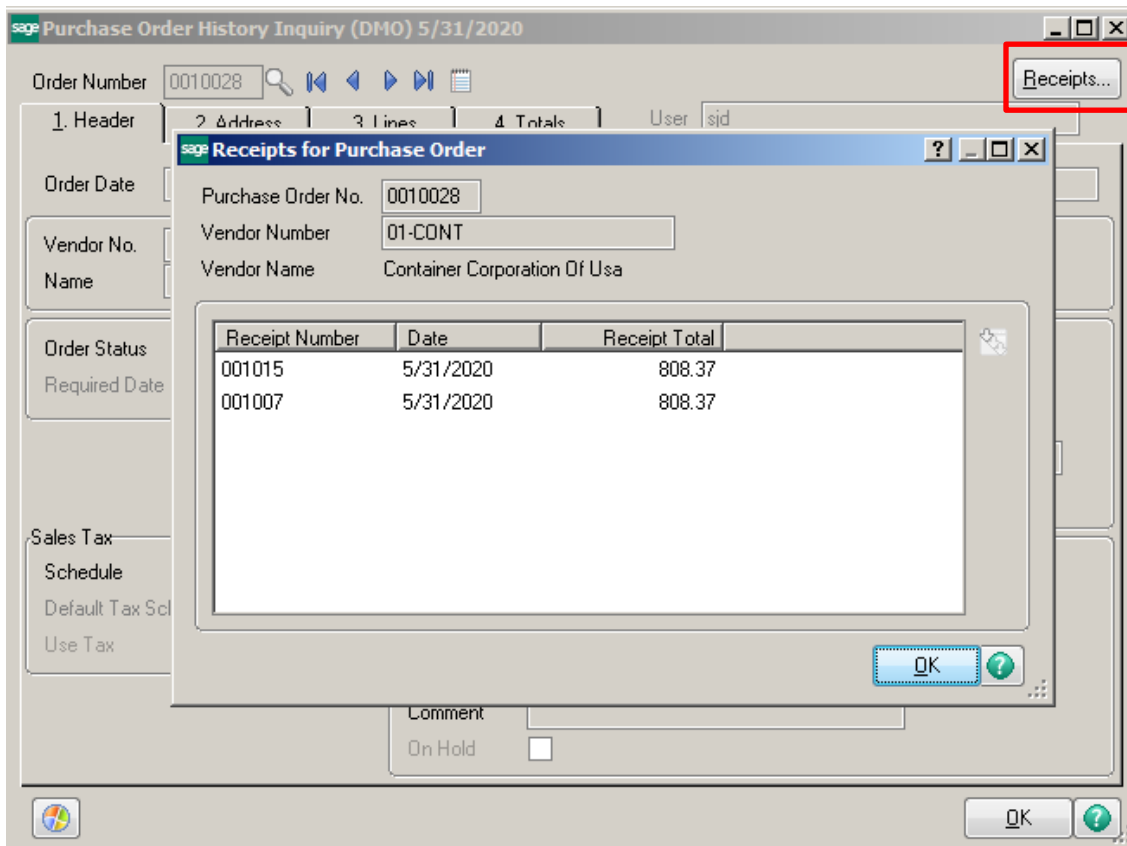 sage Purchase Order History Inquiry (DMO) 5/31/2020
Order Number 0010028
Receipts...
1. Header 2. Address 3. Lines 4. Totals User sjd
sage Receipts for Purchase Order ?
Order Date
Purchase Order No. 0010028
Vendor No.
Vendor Number 01-CONT
Name
Vendor Name Container Corporation Of Usa
Receipt Number Date Receipt Total
Order Status
001015 5/31/2020 808.37
Required Date
001007 5/31/2020 808.37
Sales Tax
Schedule
Default Tax Scl
Use Tax
OK ?
Comment
On Hold
OK ?